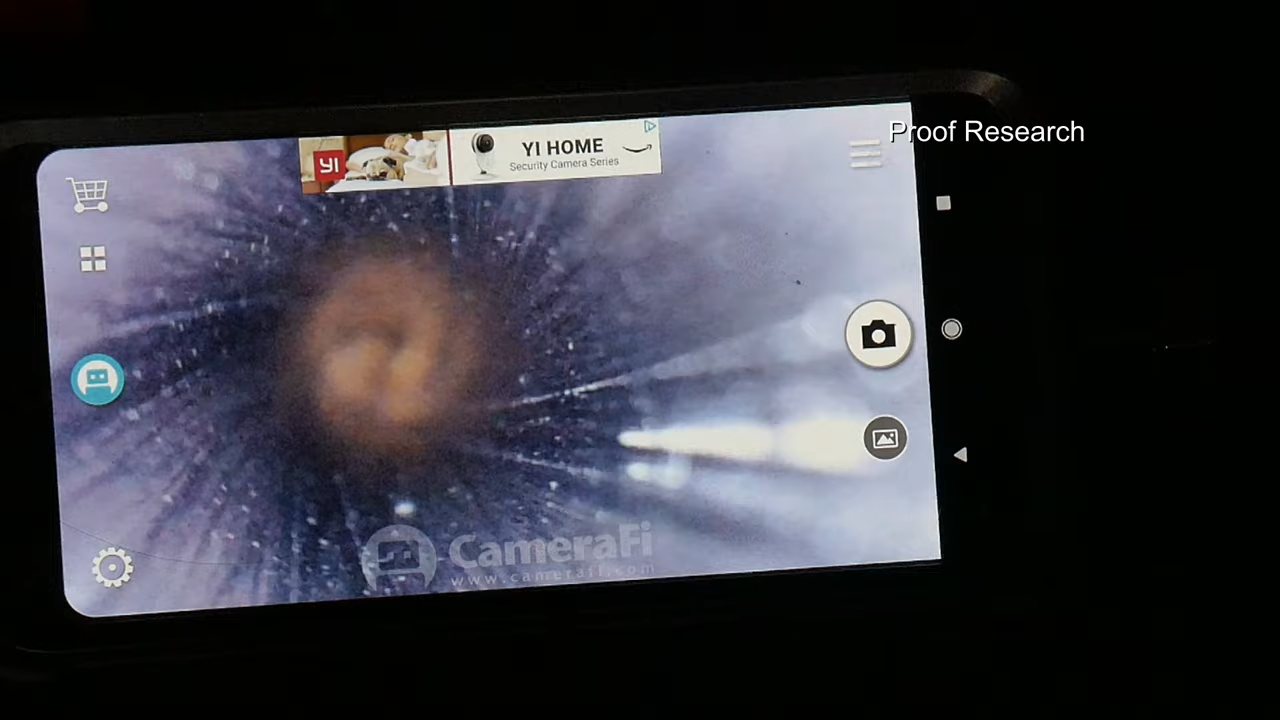 Proof Research
YI
YI HOME
Security Camera Series
CameraFi
www.camerafi.com